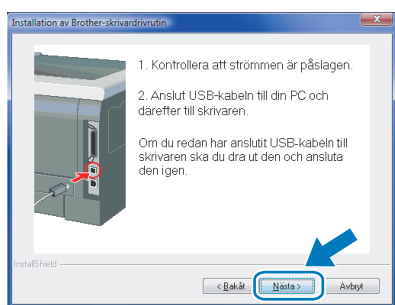 Installation av Brother-skrivardrivrutin
1. Kontrollera att strömmen är påslagen.
2. Anslut USB-kabeln till din PC och
därefter till skrivaren.
Om du redan har anslutit USB-kabeln till
skrivaren ska du dra ut den och ansluta
den igen.
InstallShield
< Bakåt
Nästa >
Avbryt